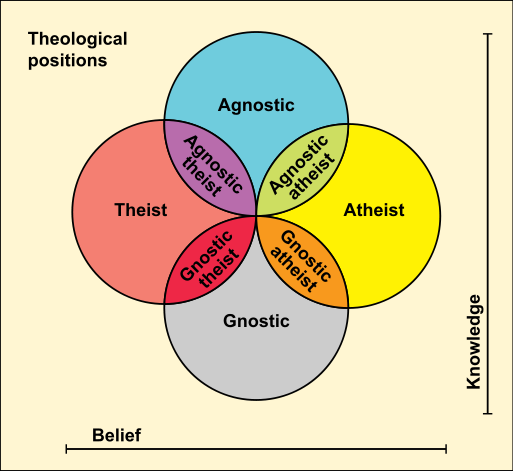 Theological
positions
Agnostic
Agnostic
theist
Agnostic
atheist
Theist
Atheist
Gnostic
theist
Gnostic
atheist
Gnostic
Knowledge
Belief